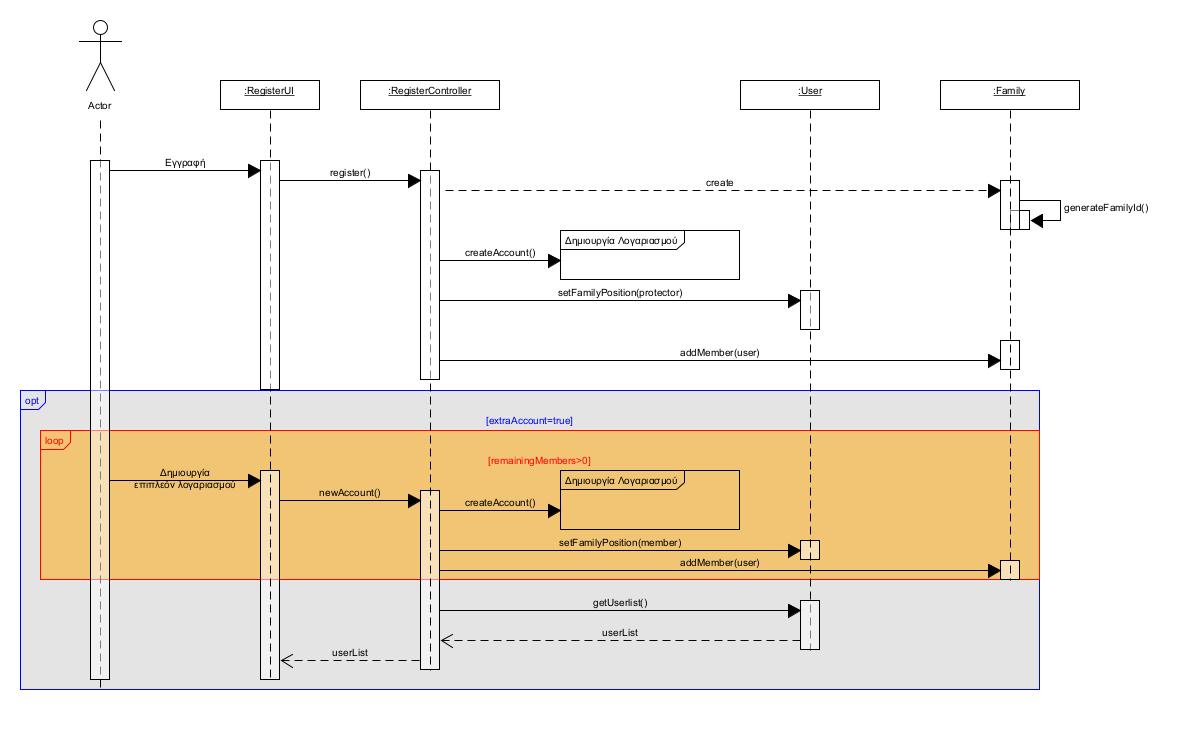 Actor
:RegisterUI
:RegisterController
:User
:Family
Εγγραφή
register()
create
generateFamilyId()
Δημιουργία Λογαριασμού
createAccount()
setFamilyPosition(protector)
addMember(user)
opt
[extraAccount=true]
loop
[remainingMembers>0]
Δημιουργία
επιπλεόν λογαριασμού
Δημιουργία Λογαριασμού
newAccount()
createAccount()
setFamilyPosition(member)
addMember(user)
getUserlist()
userList
userList